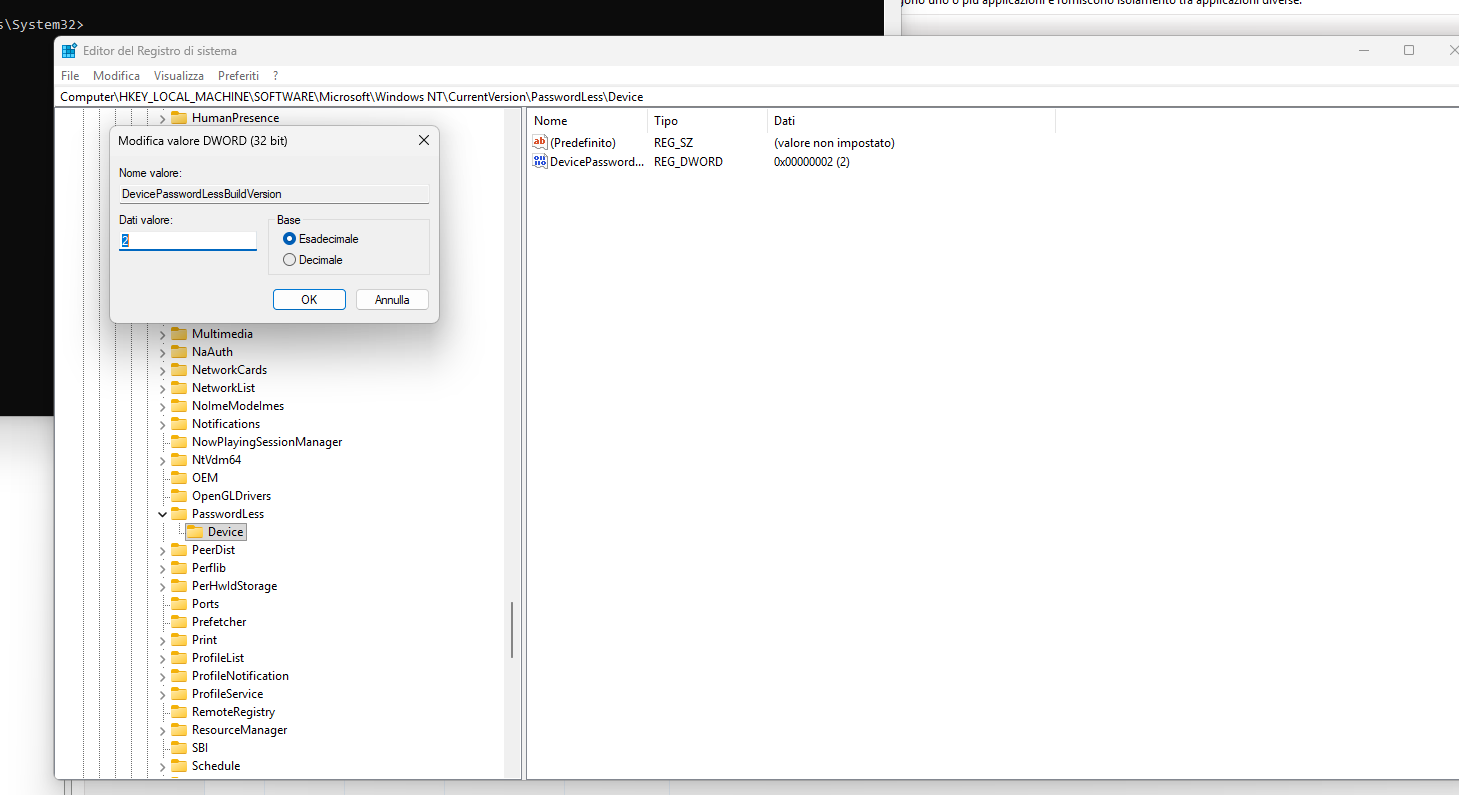 s\System32>
gono uno o più applicazioni e forniscono isolamento tra applicazioni diverse.
Editor del Registro di sistema
File Modifica Visualizza Preferiti ?
Computer\HKEY_LOCAL_MACHINE\SOFTWARE\Microsoft\Windows NT\CurrentVersion\PasswordLess\Device
HumanPresence
Modifica valore DWORD (32 bit)
Nome valore:
DevicePasswordLessBuildVersion
Dati valore:
2
Base
Esadecimale
Decimale
OK Annulla
Multimedia
NaAuth
NetworkCards
NetworkList
NoImeModeImes
Notifications
NowPlayingSessionManager
NtVdm64
OEM
OpenGLDrivers
PasswordLess
Device
PeerDist
Perflib
PerHwIdStorage
Ports
Prefetcher
Print
ProfileList
ProfileNotification
ProfileService
RemoteRegistry
ResourceManager
SBI
Schedule
Nome Tipo Dati
(Predefinito) REG_SZ (valore non impostato)
DevicePassword... REG_DWORD 0x00000002 (2)